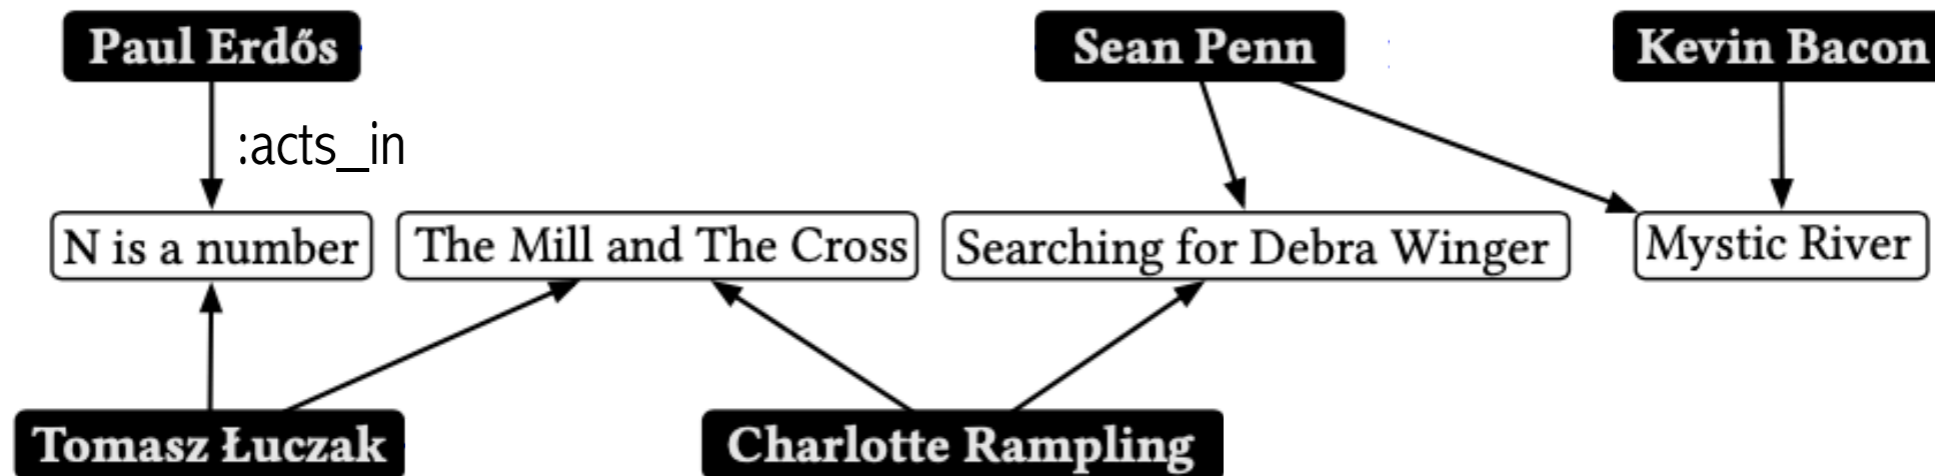 Paul Erdős
Sean Penn
Kevin Bacon
:acts_in
N is a number
The Mill and The Cross
Searching for Debra Winger
Mystic River
Tomasz Łuczak
Charlotte Rampling